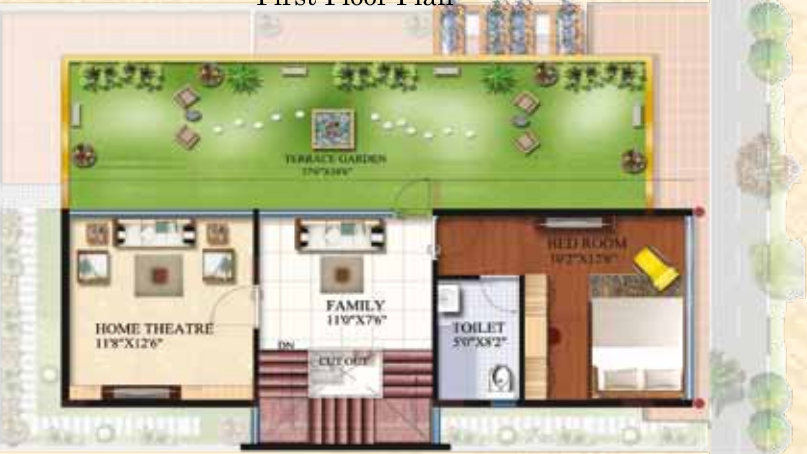 First Floor Plan
TERRACE GARDEN
HOME THEATRE
11'8"X12'6"
FAMILY
11'0"X7'6"
DN
CUT OUT
BED ROOM
TOILET
5'0"X8'2"